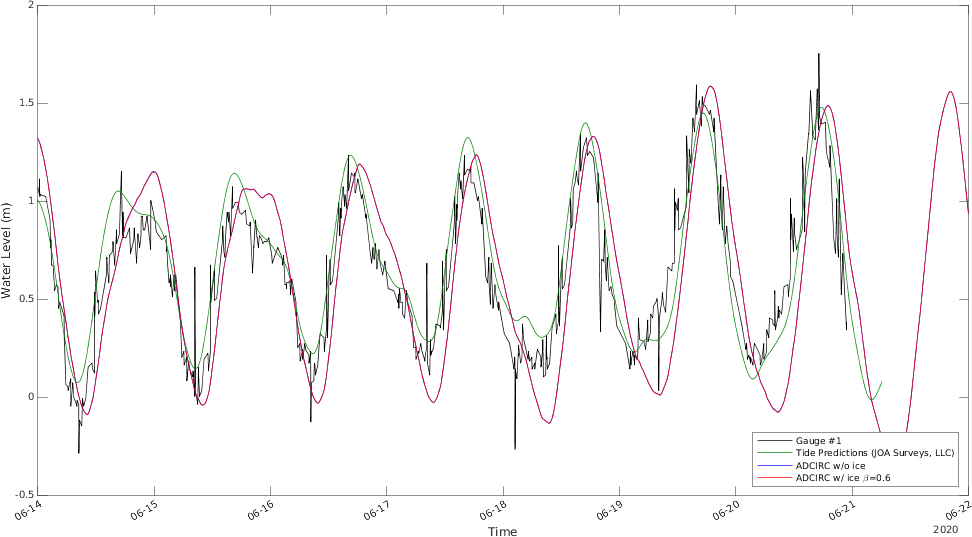 2
1.5
1
0.5
0
-0.5
Water Level (m)
06-14
06-15
06-16
06-17
06-18
06-19
06-20
06-21
06-22
Time
2020
Gauge #1
Tide Predictions (JOA Surveys, LLC)
ADCIRC w/o ice
ADCIRC w/ ice β=0.6